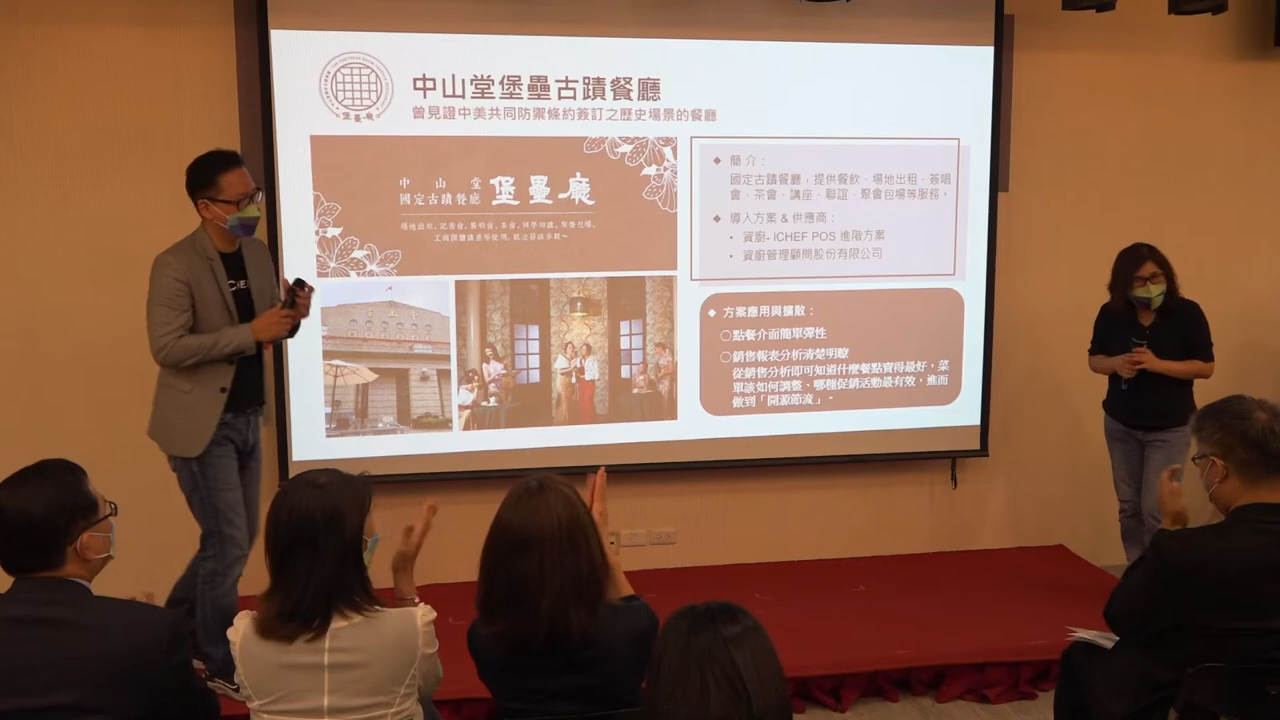 中山堂堡壘古蹟餐廳
曾見證中美共同防禦條約簽訂之歷史場景的餐廳
堡壘廳
中山堂
國定古蹟餐廳
堡壘廳
◆ 簡介：
國定古蹟餐廳，提供餐飲、場地出租、簽唱
會、茶會、講座、聯誼、聚會包場等服務。
◆ 導入方案 & 供應商：
• 資廚- iCHEF POS 進階方案
• 資廚管理顧問股份有限公司
◆ 方案應用與擴散：
○點餐介面簡單彈性
○銷售報表分析清楚明瞭
從銷售分析即可知道什麼餐點賣得最好，菜
單該如何調整、哪種促銷活動最有效，進而
做到「開源節流」。